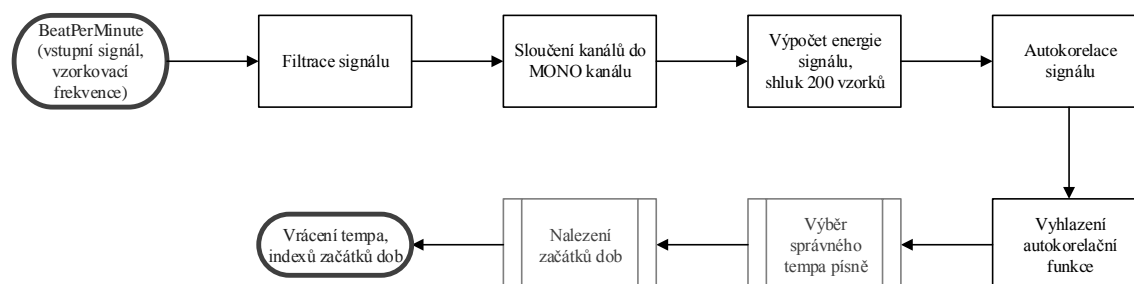 BeatPerMinute
(vstupní signál,
vzorkovací
frekvence)
Filtrace signálu
Sloučení kanálů do
MONO kanálu
Výpočet energie
signálu,
shluk 200 vzorků
Autokorelace
signálu
Vyhlazení
autokorelační
funkce
Výběr
správného
tempa písně
Nalezení
začátků dob
Vrácení tempa,
indexů začátků dob